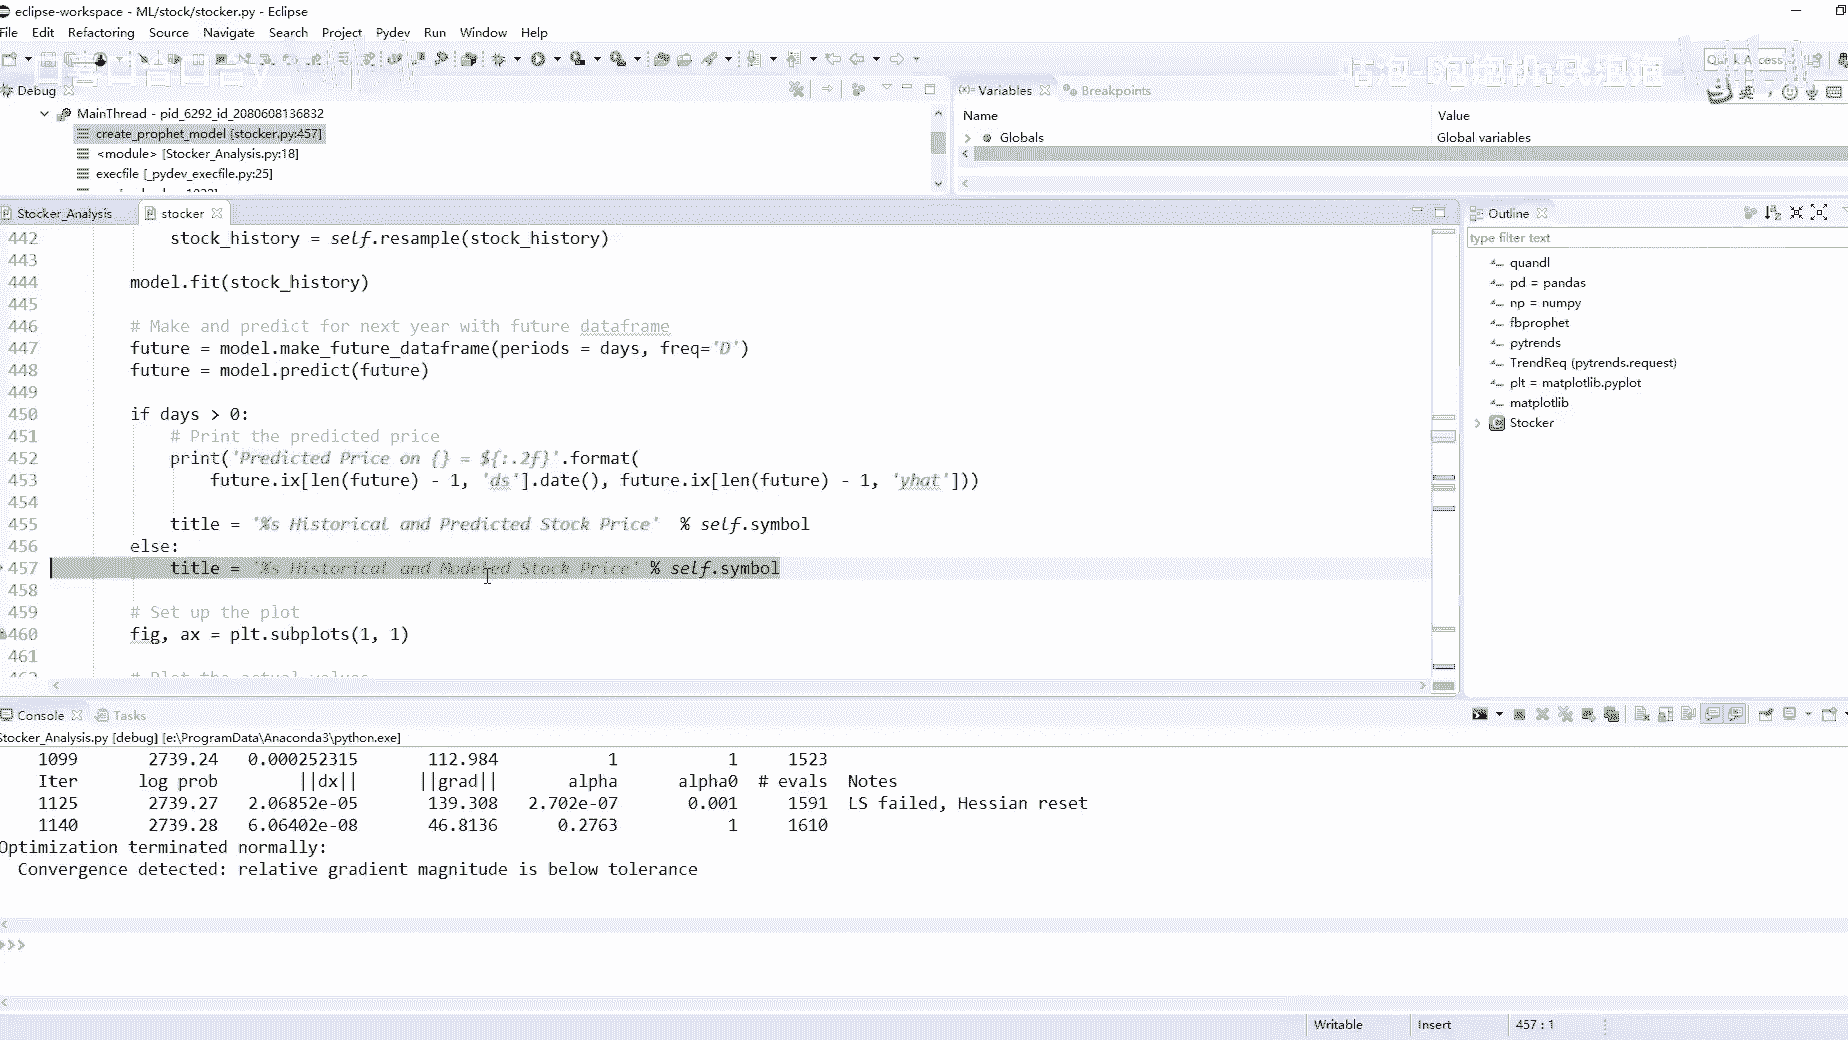 eclipse-workspace - ML/stock/stocker.py - Eclipse
File Edit Refactoring Source Navigate Search Project Pydev Run Window Help
Debug
MainThread - pid_6292_id_2080608136832
create_prophet_model [stocker.py:457]
<module> [Stocker_Analysis.py:18]
execfile [_pydev_execfile.py:25]
(x)= Variables Breakpoints
Name Value
Globals Global variables
Stocker_Analysis stocker
442 stock_history = self.resample(stock_history)
443
444 model.fit(stock_history)
445
446 # Make and predict for next year with future dataframe
447 future = model.make_future_dataframe(periods = days, freq='D')
448 future = model.predict(future)
449
450 if days > 0:
451 # Print the predicted price
452 print('Predicted Price on {} = ${:.2f}'.format(
453 future.ix[len(future) - 1, 'ds'].date(), future.ix[len(future) - 1, 'yhat']))
454
455 title = '%s Historical and Predicted Stock Price' % self.symbol
456 else:
457 title = '%s Historical and Modeled Stock Price' % self.symbol
458
459 # Set up the plot
460 fig, ax = plt.subplots(1, 1)
461
Outline
type filter text
quandl
pd = pandas
np = numpy
fbprophet
pytrends
TrendReq (pytrends.request)
plt = matplotlib.pyplot
matplotlib
Stocker
Console Tasks
Stocker_Analysis.py [debug] [e:\ProgramData\Anaconda3\python.exe]
1099 2739.24 0.000252315 112.984 1 1 1523
Iter log prob ||dx|| ||grad|| alpha alpha0 # evals Notes
1125 2739.27 2.06852e-05 139.308 2.702e-07 0.001 1591 LS failed, Hessian reset
1140 2739.28 6.06402e-08 46.8136 0.2763 1 1610
Optimization terminated normally:
Convergence detected: relative gradient magnitude is below tolerance
>>>
Writable Insert 457 : 1